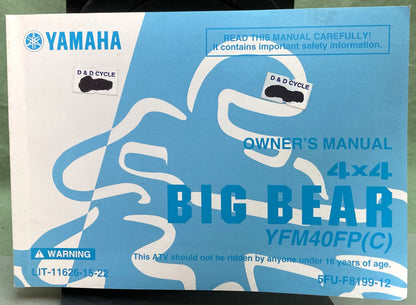 YAMAHA
READ THIS MANUAL CAREFULLY!
It contains important safety information.
D & D CYCLE
D & D CYCLE
OWNER'S MANUAL
4x4
BIG BEAR
YFM40FP(C)
WARNING
This ATV should not be ridden by anyone under 16 years of age.
LIT-11626-15-22
5FU-F8199-12